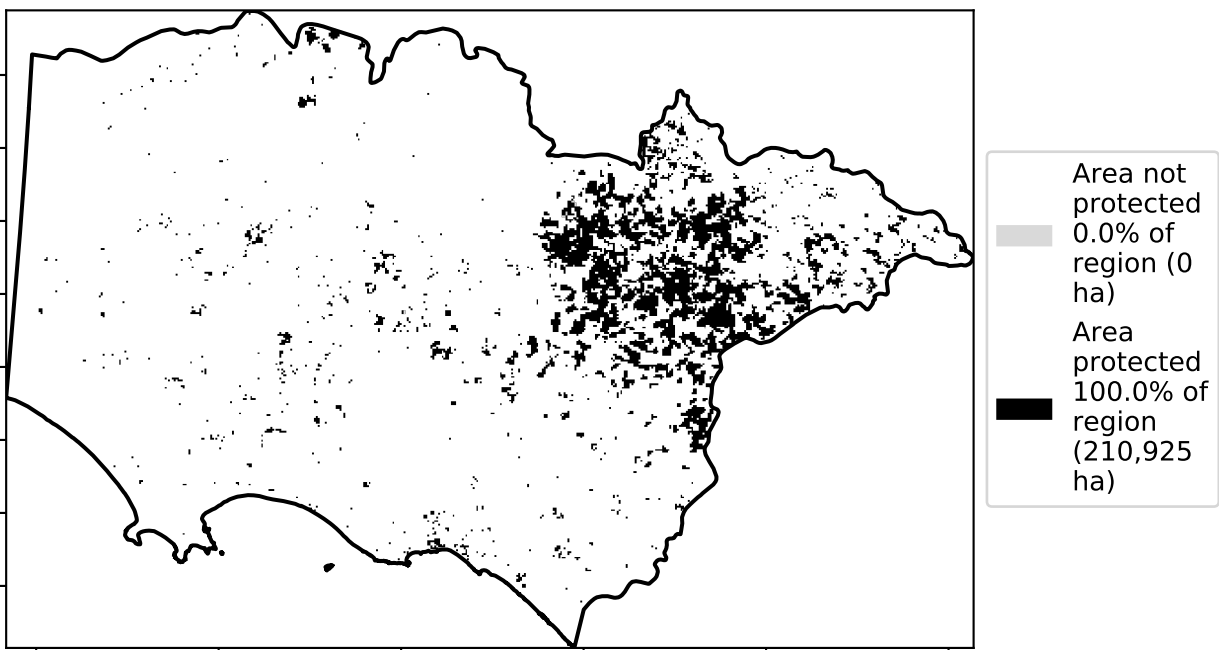 Area not
protected
0.0% of
region (0
ha)
Area
protected
100.0% of
region
(210,925
ha)